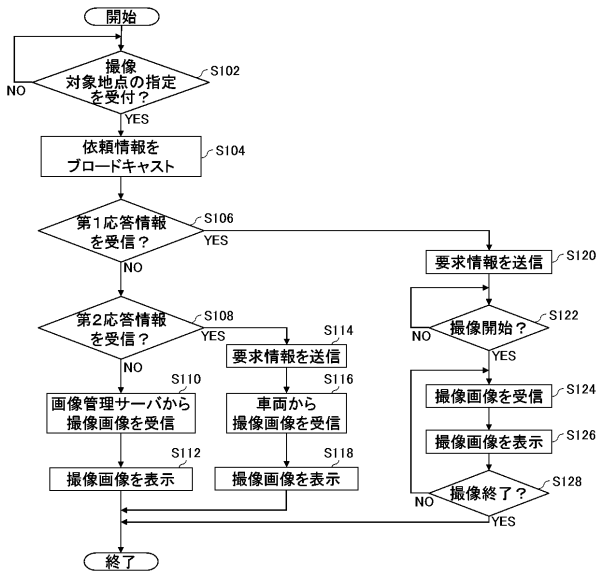 開始
撮像
対象地点の指定
を受付？
S102
NO
YES
依頼情報を
ブロードキャスト
S104
第1応答情報
を受信？
S106
YES
NO
第2応答情報
を受信？
S108
YES
NO
画像管理サーバから
撮像画像を受信
S110
撮像画像を表示
S112
要求情報を送信
S114
車両から
撮像画像を受信
S116
撮像画像を表示
S118
要求情報を送信
S120
撮像開始？
S122
NO
YES
撮像画像を受信
S124
撮像画像を表示
S126
撮像終了？
S128
NO
YES
終了